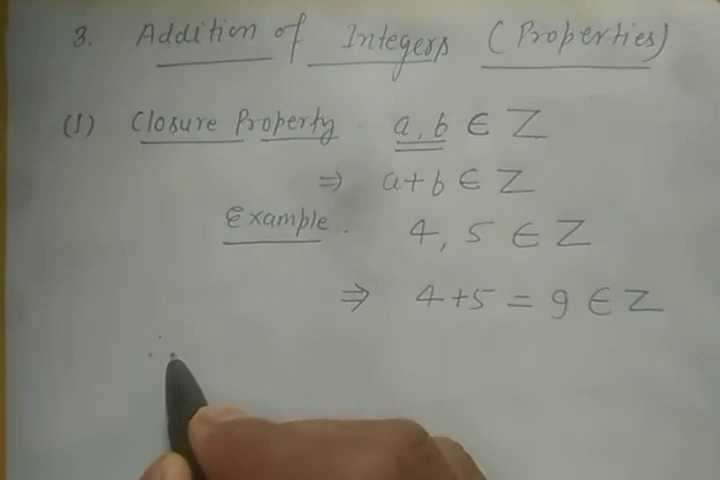 3. Addition of Integers (Properties)
(1) Closure Property a, b ∈ Z
⇒ a+b ∈ Z
Example. 4, 5 ∈ Z
⇒ 4+5 = 9 ∈ Z